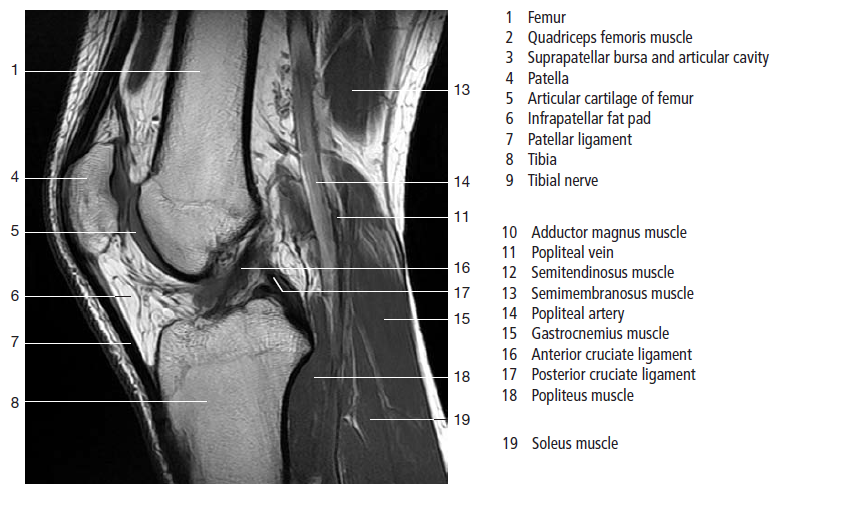 1 Femur
2 Quadriceps femoris muscle
3 Suprapatellar bursa and articular cavity
4 Patella
5 Articular cartilage of femur
6 Infrapatellar fat pad
7 Patellar ligament
8 Tibia
9 Tibial nerve
10 Adductor magnus muscle
11 Popliteal vein
12 Semitendinosus muscle
13 Semimembranosus muscle
14 Popliteal artery
15 Gastrocnemius muscle
16 Anterior cruciate ligament
17 Posterior cruciate ligament
18 Popliteus muscle
19 Soleus muscle
1
4
5
6
7
8
13
14
11
16
17
15
18
19